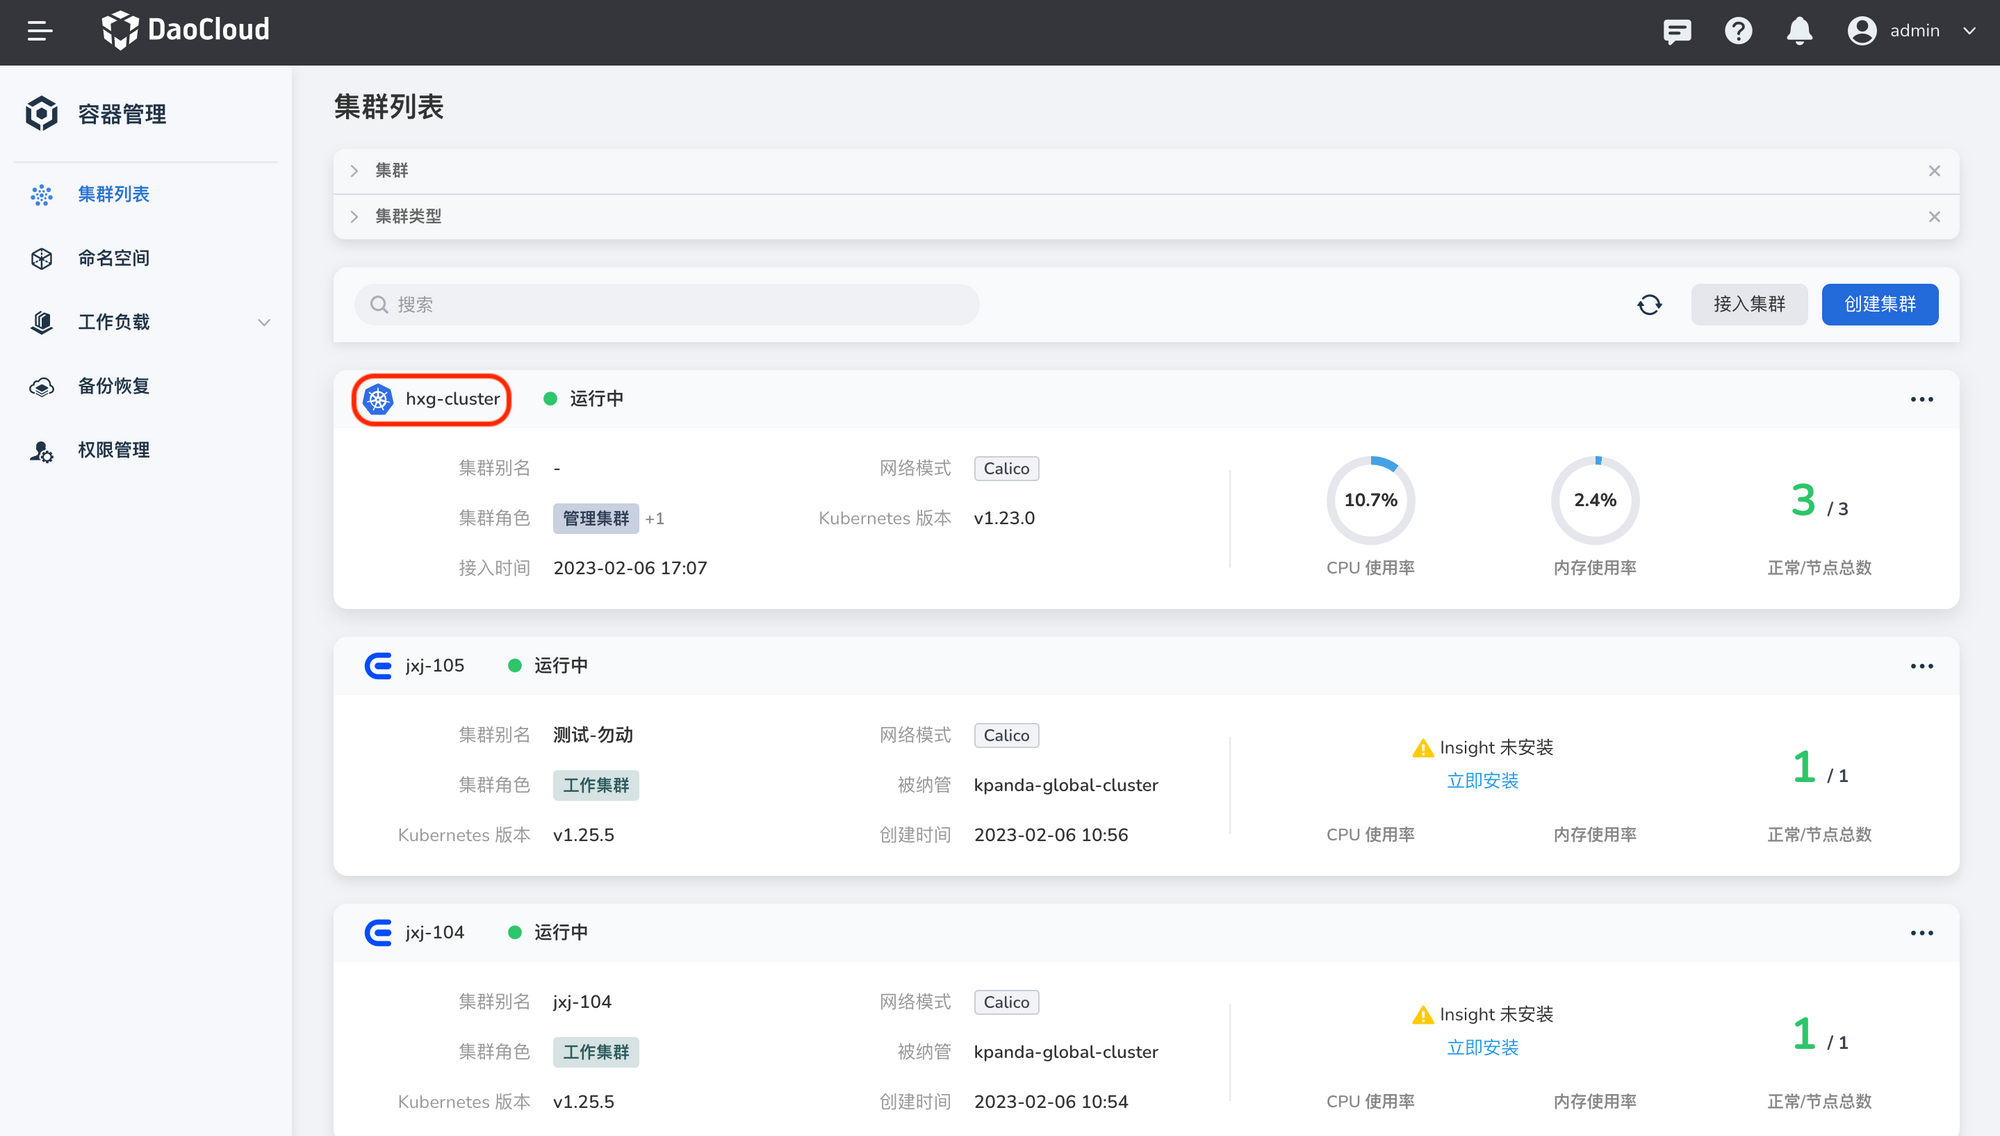 DaoCloud
admin
容器管理
集群列表
命名空间
工作负载
备份恢复
权限管理
集群列表
集群
集群类型
搜索
接入集群
创建集群
hxg-cluster 运行中
集群别名 - 网络模式 Calico
集群角色 管理集群 +1 Kubernetes 版本 v1.23.0
接入时间 2023-02-06 17:07
10.7% 2.4% 3 / 3
CPU 使用率 内存使用率 正常/节点总数
jxj-105 运行中
集群别名 测试-勿动 网络模式 Calico
集群角色 工作集群 被纳管 kpanda-global-cluster
Kubernetes 版本 v1.25.5 创建时间 2023-02-06 10:56
Insight 未安装
立即安装
1 / 1
CPU 使用率 内存使用率 正常/节点总数
jxj-104 运行中
集群别名 jxj-104 网络模式 Calico
集群角色 工作集群 被纳管 kpanda-global-cluster
Kubernetes 版本 v1.25.5 创建时间 2023-02-06 10:54
Insight 未安装
立即安装
1 / 1
CPU 使用率 内存使用率 正常/节点总数